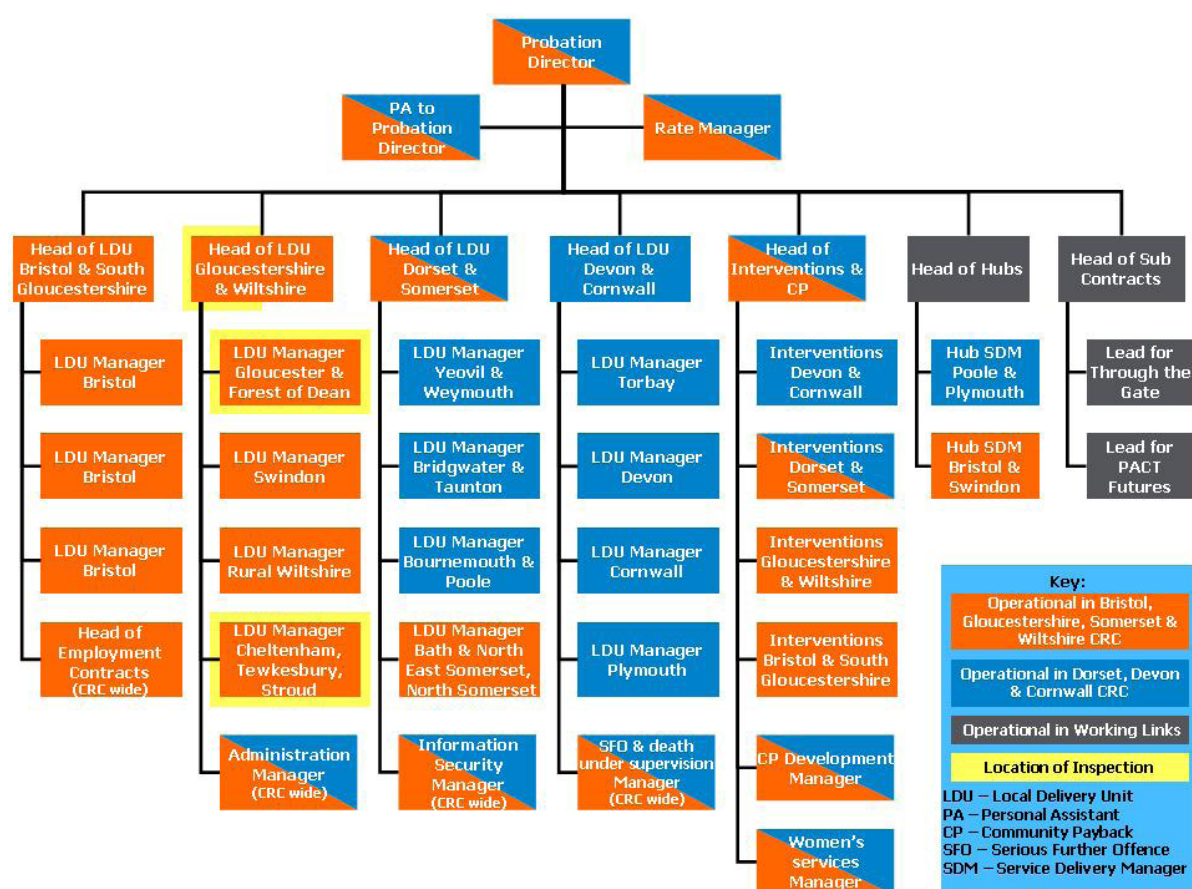 Probation
Director
PA to
Probation
Director
Rate Manager
Head of LDU
Bristol & South
Gloucestershire
Head of LDU
Gloucestershire
& Wiltshire
Head of LDU
Dorset &
Somerset
Head of LDU
Devon &
Cornwall
Head of
Interventions &
CP
Head of Hubs
Head of Sub
Contracts
LDU Manager
Bristol
LDU Manager
Gloucester &
Forest of Dean
LDU Manager
Yeovil &
Weymouth
LDU Manager
Torbay
Interventions
Devon &
Cornwall
Hub SDM
Poole &
Plymouth
Lead for
Through the
Gate
LDU Manager
Bristol
LDU Manager
Swindon
LDU Manager
Bridgwater &
Taunton
LDU Manager
Devon
Interventions
Dorset &
Somerset
Hub SDM
Bristol &
Swindon
Lead for
PACT
Futures
LDU Manager
Bristol
LDU Manager
Rural Wiltshire
LDU Manager
Bournemouth &
Poole
LDU Manager
Cornwall
Interventions
Gloucestershire
& Wiltshire
Head of
Employment
Contracts
(CRC wide)
LDU Manager
Cheltenham,
Tewkesbury,
Stroud
LDU Manager
Bath & North
East Somerset,
North Somerset
LDU Manager
Plymouth
Interventions
Bristol & South
Gloucestershire
Administration
Manager
(CRC wide)
Information
Security
Manager
(CRC wide)
SFO & death
under supervision
Manager
(CRC wide)
CP Development
Manager
Women's
services
Manager
Key:
Operational in Bristol,
Gloucestershire, Somerset
& Wiltshire CRC
Operational in Dorset, Devon
& Cornwall CRC
Operational in Working Links
Location of Inspection
LDU – Local Delivery Unit
PA – Personal Assistant
CP – Community Payback
SFO – Serious Further Offence
SDM – Service Delivery Manager